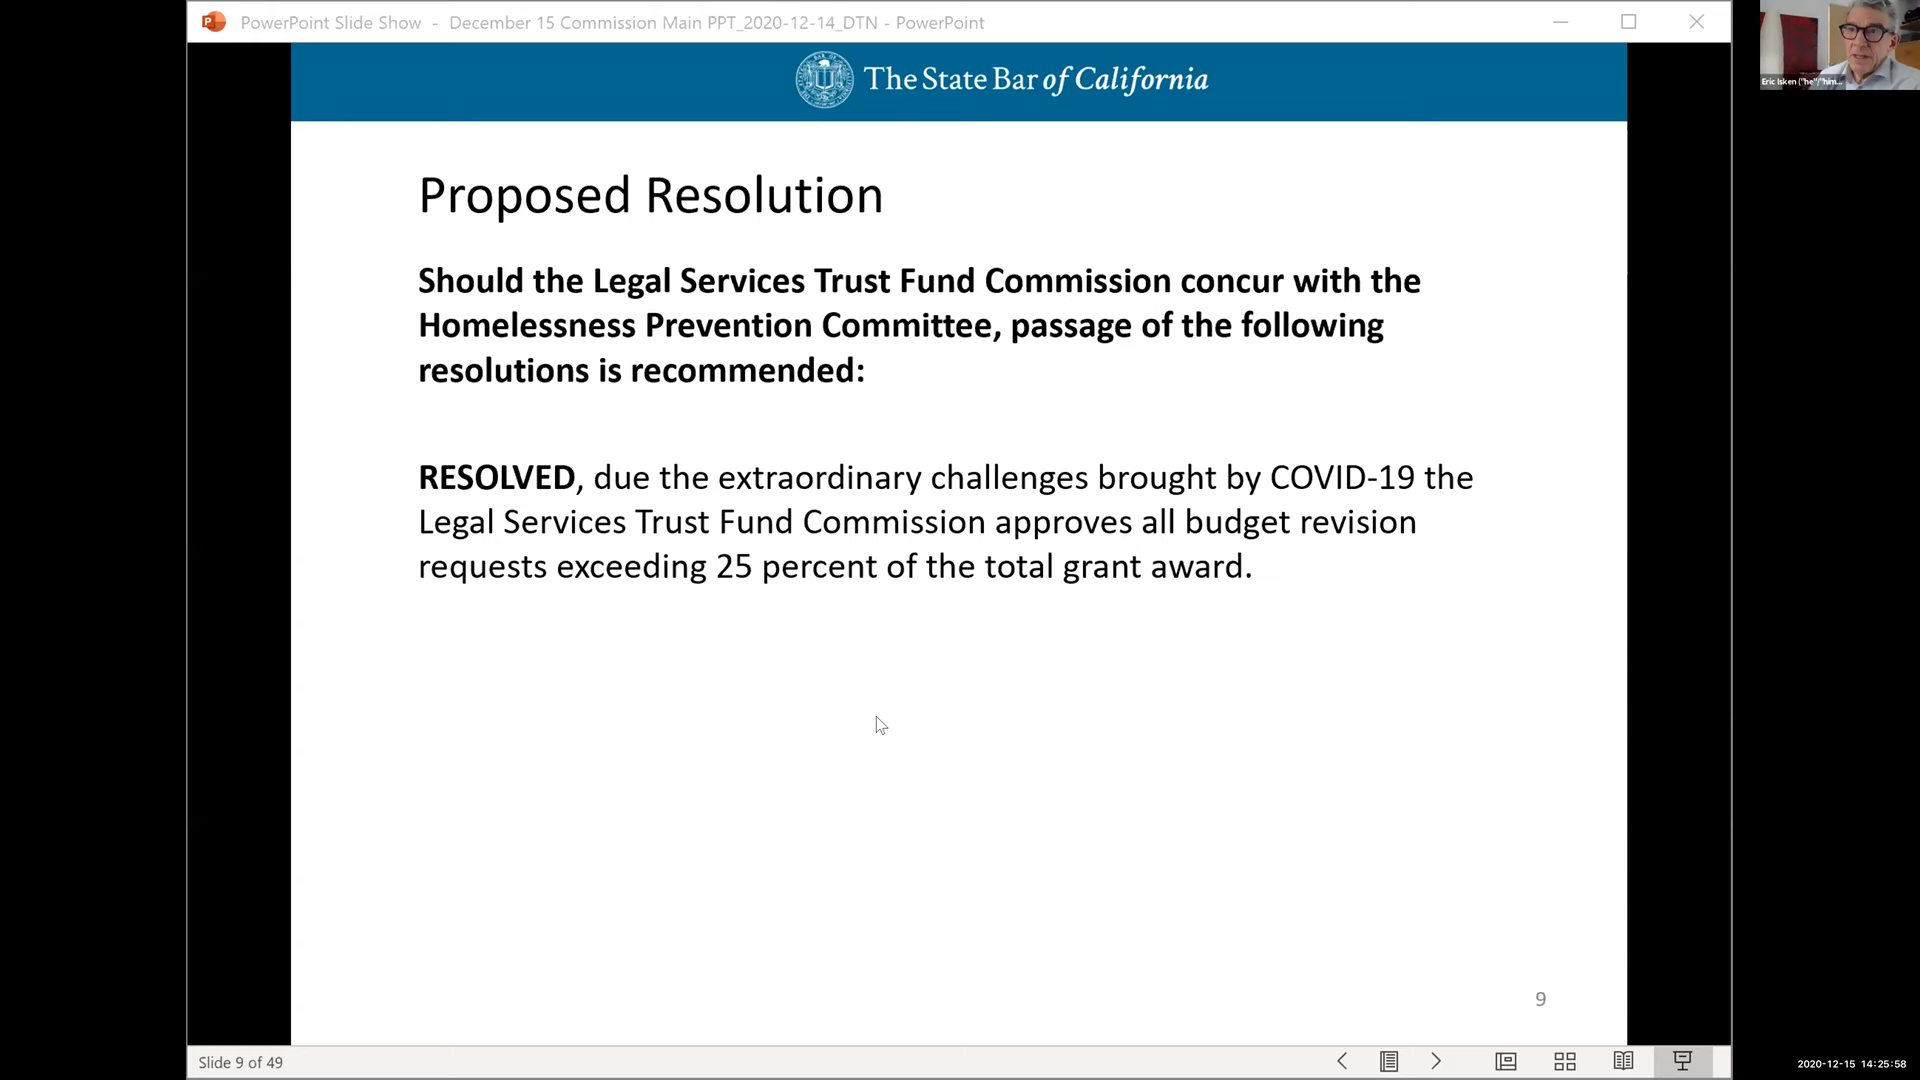 PowerPoint Slide Show - December 15 Commission Main PPT_2020-12-14_DTN - PowerPoint
The State Bar of California
Eric Isken ("he"/"him...
Proposed Resolution
Should the Legal Services Trust Fund Commission concur with the
Homelessness Prevention Committee, passage of the following
resolutions is recommended:
RESOLVED, due the extraordinary challenges brought by COVID-19 the
Legal Services Trust Fund Commission approves all budget revision
requests exceeding 25 percent of the total grant award.
9
Slide 9 of 49
2020-12-15 14:25:58